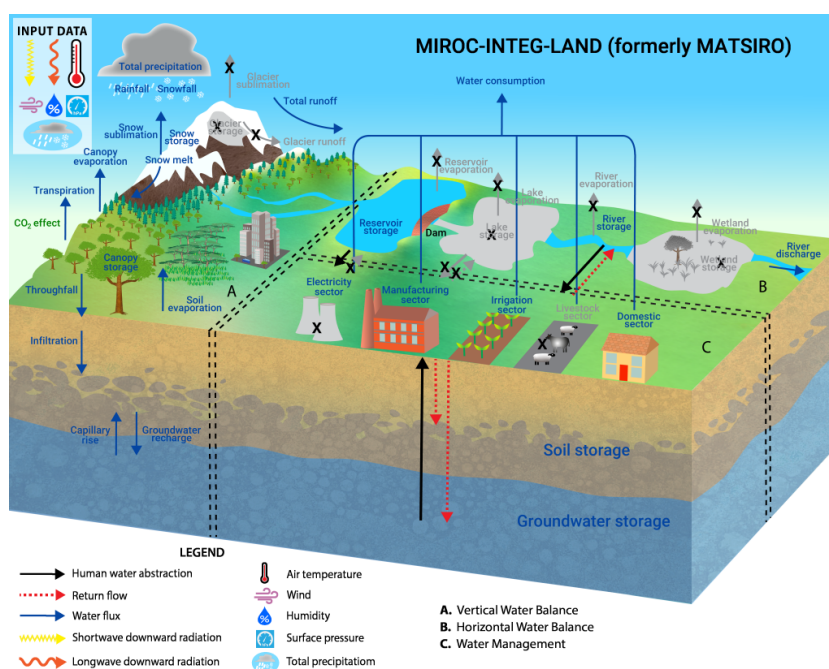 INPUT DATA
%
MIROC-INTEG-LAND (formerly MATSIRO)
Total precipitation
Rainfall Snowfall
Glacier
sublimation
Water consumption
Total runoff
Snow
sublimation
Snow
storage
Glacier
storage
X
X
X
Glacier runoff
Canopy
evaporation
Snow melt
Transpiration
CO₂ effect
Canopy
storage
Throughfall
Soil
evaporation
A
Infiltration
Capillary
rise
Groundwater
recharge
X
Reservoir
evaporation
Reservoir
storage
Dam
X
Lake
evaporation
Lake
storage
X
X
River
evaporation
River
storage
X
Wetland
evaporation
Wetland
storage
X
River
discharge
B
X
X X
Electricity
sector
X
Manufacturing
sector
Irrigation
sector
X
Livestock
sector
X
Domestic
sector
C
Soil storage
Groundwater storage
LEGEND
Human water abstraction
Return flow
Water flux
Shortwave downward radiation
Longwave downward radiation
Air temperature
Wind
% Humidity
Surface pressure
Total precipitatiom
A. Vertical Water Balance
B. Horizontal Water Balance
C. Water Management